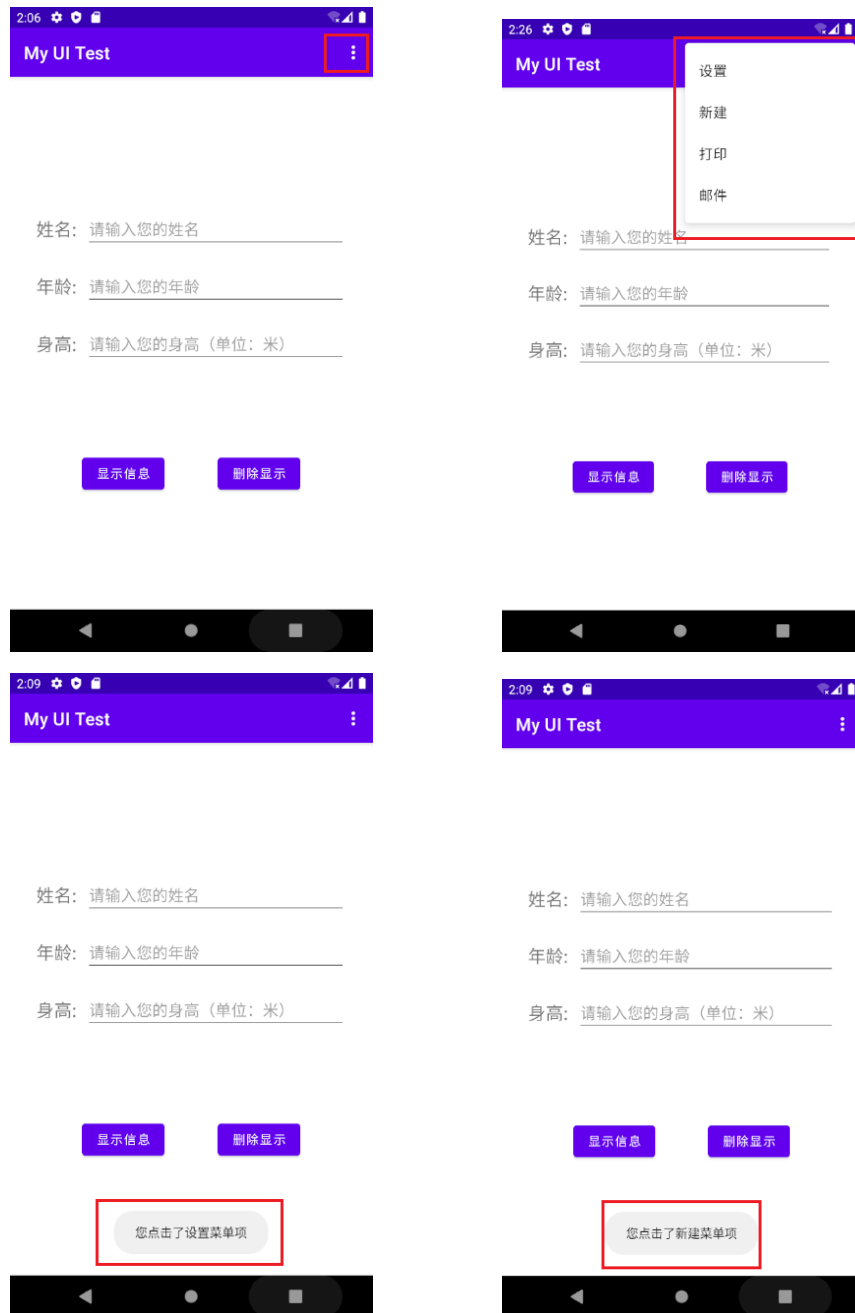 2:06
My UI Test
姓名: 请输入您的姓名
年龄: 请输入您的年龄
身高: 请输入您的身高（单位：米）
显示信息 删除显示
2:26
My UI Test
设置
新建
打印
邮件
姓名: 请输入您的姓名
年龄: 请输入您的年龄
身高: 请输入您的身高（单位：米）
显示信息 删除显示
2:09
My UI Test
姓名: 请输入您的姓名
年龄: 请输入您的年龄
身高: 请输入您的身高（单位：米）
显示信息 删除显示
您点击了设置菜单项
2:09
My UI Test
姓名: 请输入您的姓名
年龄: 请输入您的年龄
身高: 请输入您的身高（单位：米）
显示信息 删除显示
您点击了新建菜单项